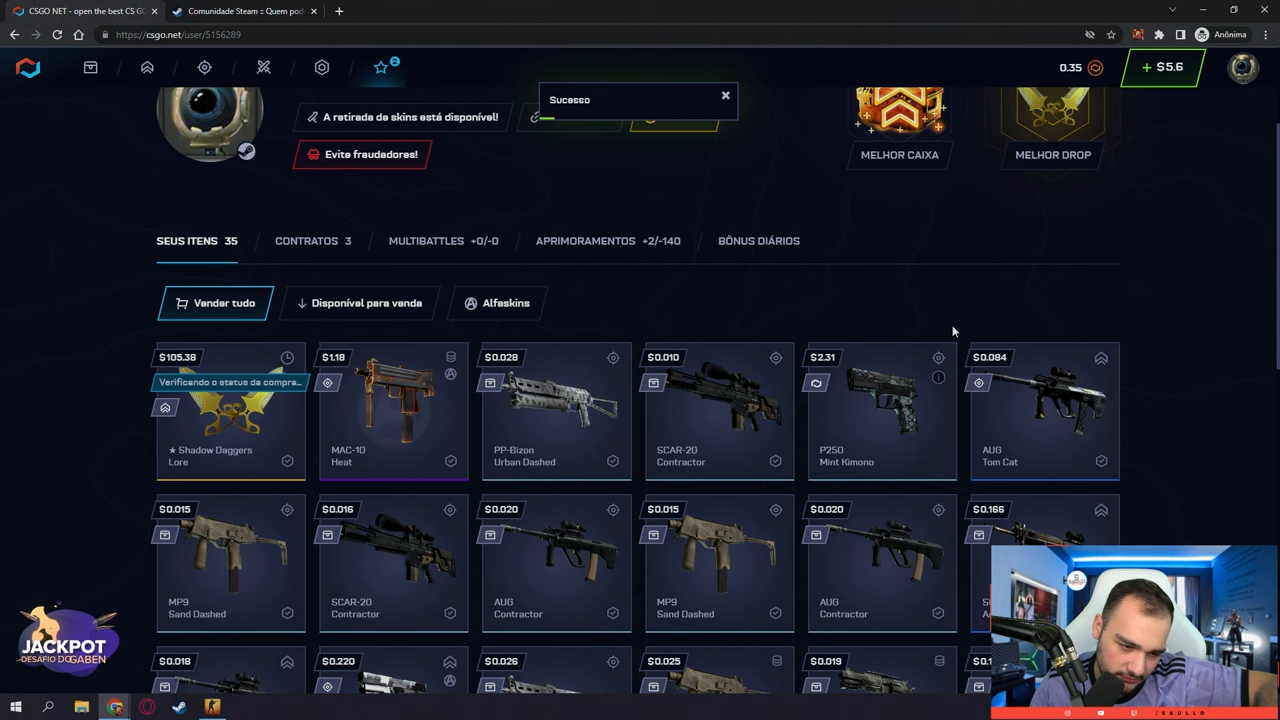 CSGO NET - open the best CS GO
Comunidade Steam :: Quem pod
https://csgo.net/user/5156289
Anônima
2
0.35
+ $5.6
Sucesso
A retirada de skins está disponível!
Evite fraudadores!
MELHOR CAIXA
MELHOR DROP
SEUS ITENS 35
CONTRATOS 3
MULTIBATTLES +0/-0
APRIMORAMENTOS +2/-140
BÔNUS DIÁRIOS
Vender tudo
Disponível para venda
Alfaskins
$105.38
Verificando o status da compra...
★ Shadow Daggers
Lore
$1.18
MAC-10
Heat
$0.028
PP-Bizon
Urban Dashed
$0.010
SCAR-20
Contractor
$2.31
P250
Mint Kimono
$0.084
AUG
Tom Cat
$0.015
MP9
Sand Dashed
$0.016
SCAR-20
Contractor
$0.020
AUG
Contractor
$0.015
MP9
Sand Dashed
$0.020
AUG
Contractor
$0.166
$0.018
$0.220
$0.026
$0.025
$0.019
JACKPOT
DESAFIO DO GABEN
/SAULLO